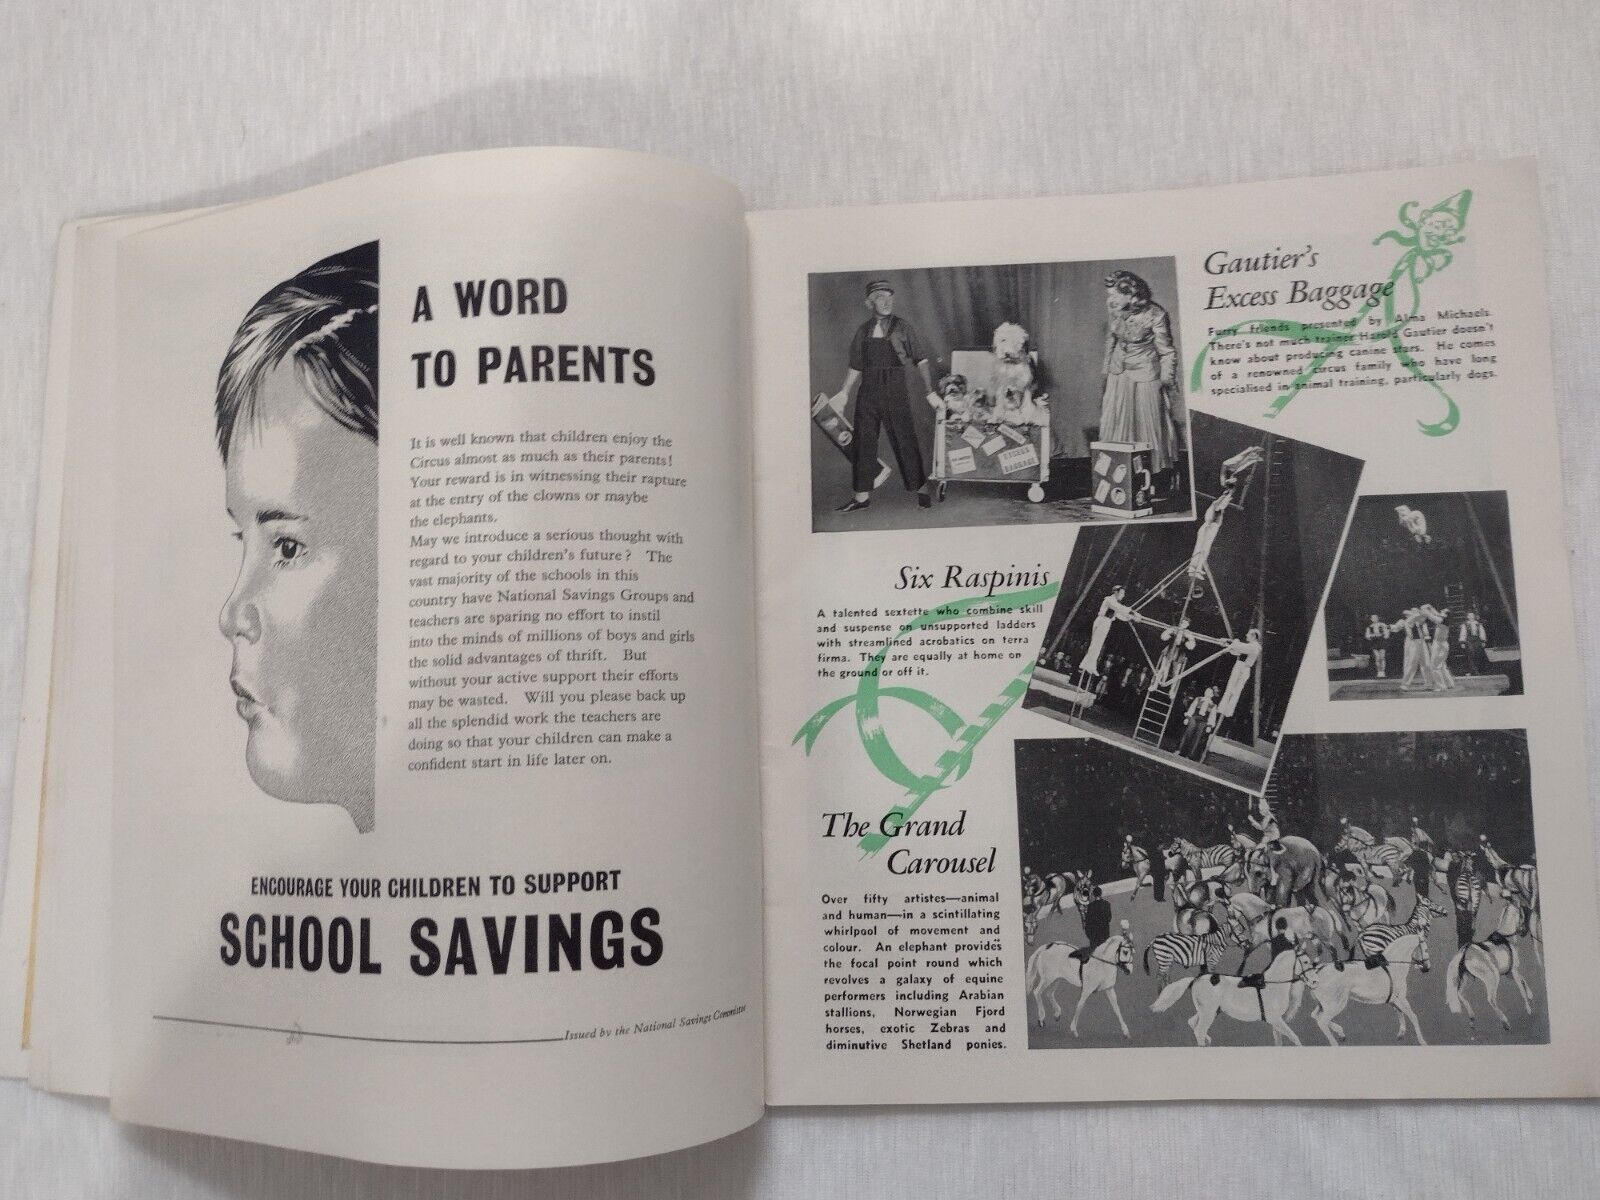 A WORD
TO PARENTS
It is well known that children enjoy the
Circus almost as much as their parents!
Your reward is in witnessing their rapture
at the entry of the clowns or maybe
the elephants.
May we introduce a serious thought with
regard to your children's future? The
vast majority of the schools in this
country have National Savings Groups and
teachers are sparing no effort to instil
into the minds of millions of boys and girls
the solid advantages of thrift. But
without your active support their efforts
may be wasted. Will you please back up
all the splendid work the teachers are
doing so that your children can make a
confident start in life later on.
ENCOURAGE YOUR CHILDREN TO SUPPORT
SCHOOL SAVINGS
Issued by the National Savings Committee
Gautier's
Excess Baggage
Furry friends presented by Alma Michaels.
There's not much trainer Harold Gautier doesn't
know about producing canine stars. He comes
of a renowned circus family who have long
specialised in animal training, particularly dogs.
EXCESS
BAGGAGE
Six Raspinis
A talented sextette who combine skill
and suspense on unsupported ladders
with streamlined acrobatics on terra
firma. They are equally at home on
the ground or off it.
The Grand
Carousel
Over fifty artistes—animal
and human—in a scintillating
whirlpool of movement and
colour. An elephant provides
the focal point round which
revolves a galaxy of equine
performers including Arabian
stallions, Norwegian Fjord
horses, exotic Zebras and
diminutive Shetland ponies.